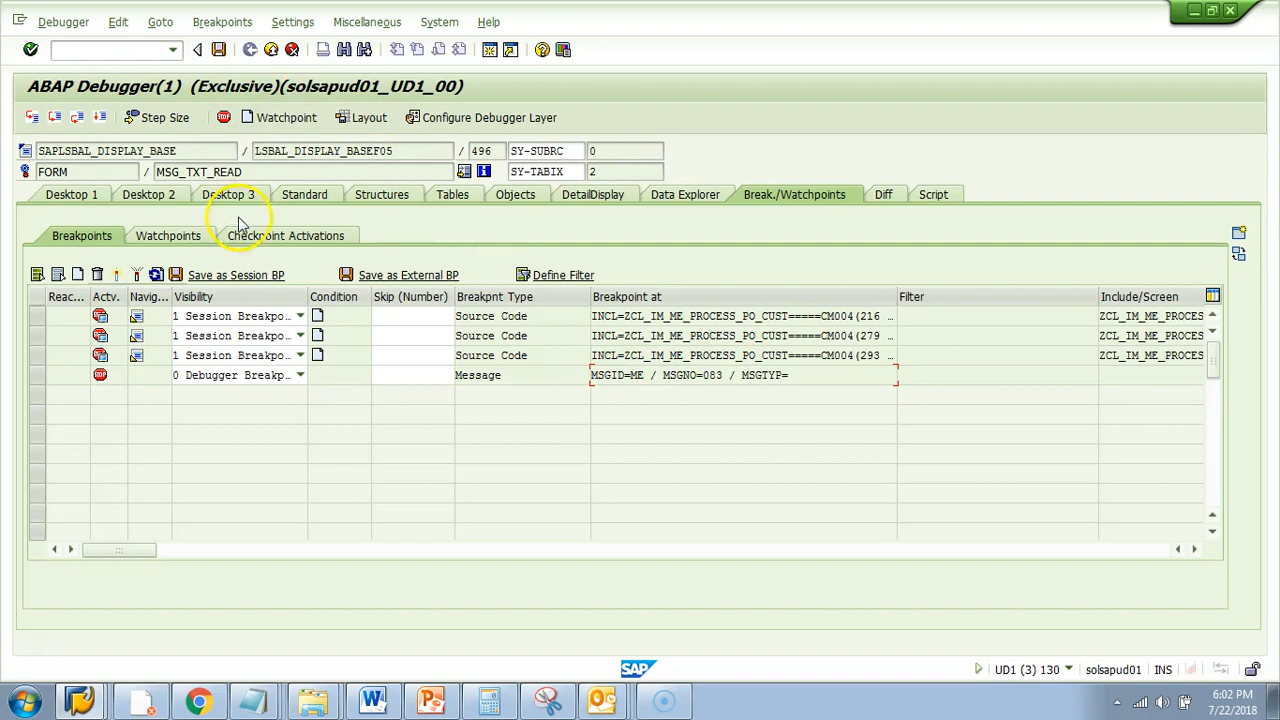 Debugger Edit Goto Breakpoints Settings Miscellaneous System Help
ABAP Debugger(1) (Exclusive)(solsapud01_UD1_00)
Step Size Watchpoint Layout Configure Debugger Layer
SAPLSBAL_DISPLAY_BASE / LSBAL_DISPLAY_BASEF05 / 496 SY-SUBRC 0
FORM / MSG_TXT_READ SY-TABIX 2
Desktop 1 Desktop 2 Desktop 3 Standard Structures Tables Objects DetailDisplay Data Explorer Break./Watchpoints Diff Script
Breakpoints Watchpoints Checkpoint Activations
Save as Session BP Save as External BP Define Filter
Reac... Actv. Navig... Visibility Condition Skip (Number) Breakpnt Type Breakpoint at Filter Include/Screen
1 Session Breakpo... Source Code INCL=ZCL_IM_ME_PROCESS_PO_CUST=====CM004(216 ... ZCL_IM_ME_PROCES
1 Session Breakpo... Source Code INCL=ZCL_IM_ME_PROCESS_PO_CUST=====CM004(279 ... ZCL_IM_ME_PROCES
1 Session Breakpo... Source Code INCL=ZCL_IM_ME_PROCESS_PO_CUST=====CM004(293 ... ZCL_IM_ME_PROCES
0 Debugger Breakp... Message MSGID=ME / MSGNO=083 / MSGTYP=
SAP UD1 (3) 130 solsapud01 INS
6:02 PM
7/22/2018